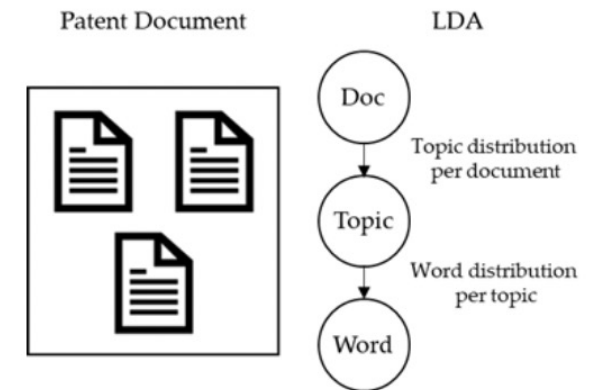 Patent Document
LDA
Doc
Topic distribution
per document
Topic
Word distribution
per topic
Word